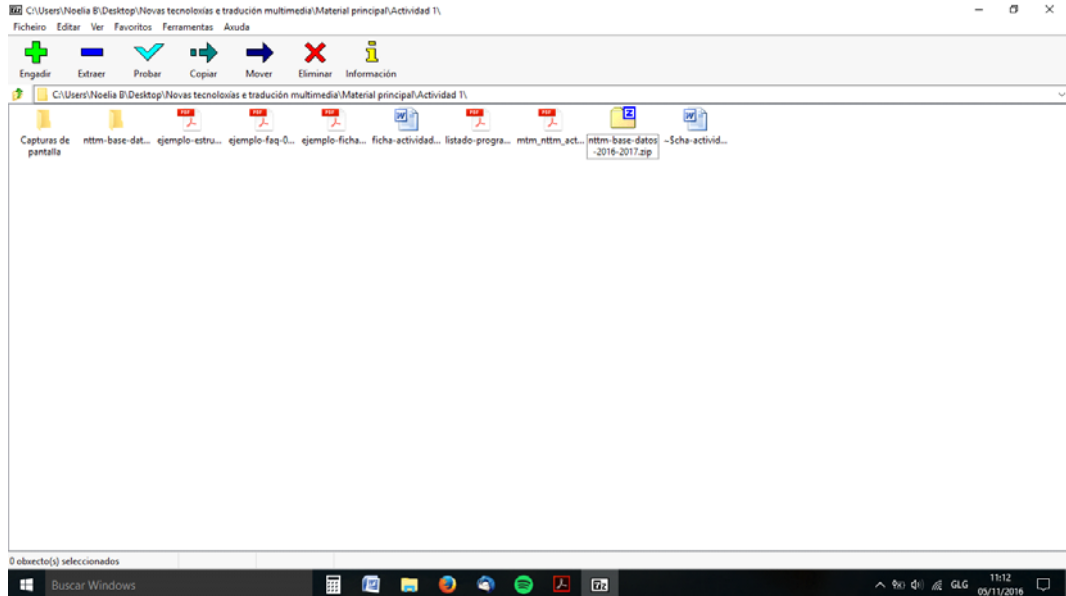 C:\Users\Noelia B\Desktop\Novas tecnoloxías e tradución multimedia\Material principal\Actividad 1\
Ficheiro Editar Ver Favoritos Ferramentas Axuda
Engadir Extraer Probar Copiar Mover Eliminar Información
C:\Users\Noelia B\Desktop\Novas tecnoloxías e tradución multimedia\Material principal\Actividad 1\
Capturas de pantalla
nttm-base-dat...
ejemplo-estru...
ejemplo-faq-0...
ejemplo-ficha...
ficha-actividad...
listado-progra...
mtm_nttm_act...
nttm-base-datos
-2016-2017.zip
~$cha-activid...
0 obxecto(s) seleccionados
Buscar Windows
GLG
11:12
05/11/2016